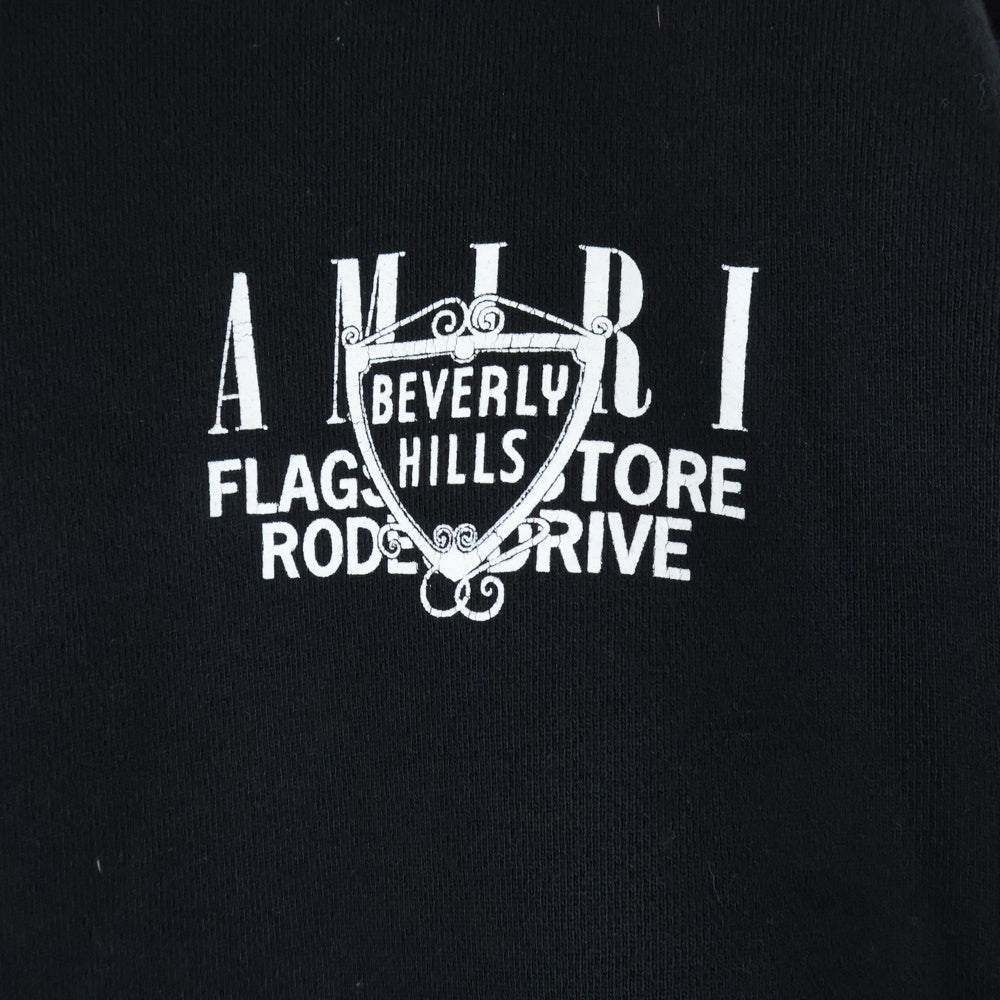 AMIRI
BEVERLY
HILLS
FLAGS STORE
RODE DRIVE